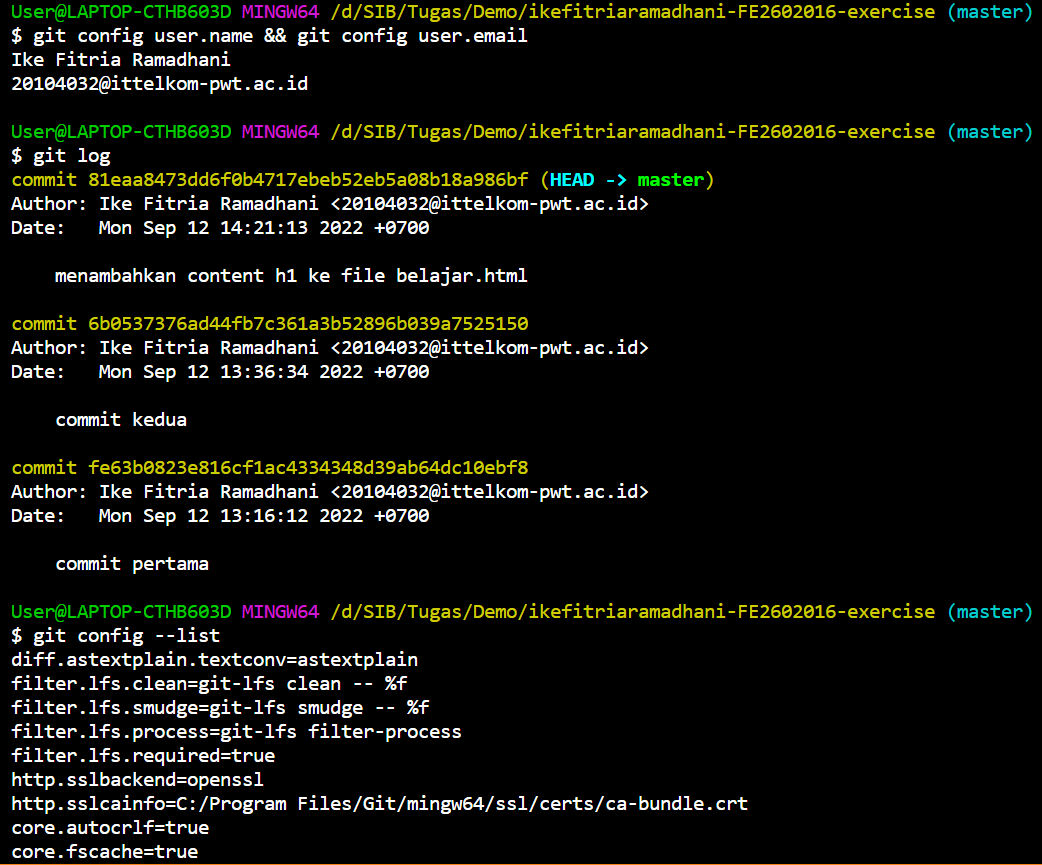 User@LAPTOP-CTHB603D MINGW64 /d/SIB/Tugas/Demo/ikefitriaramadhani-FE2602016-exercise (master)
$ git config user.name && git config user.email
Ike Fitria Ramadhani
20104032@ittelkom-pwt.ac.id
User@LAPTOP-CTHB603D MINGW64 /d/SIB/Tugas/Demo/ikefitriaramadhani-FE2602016-exercise (master)
$ git log
commit 81eaa8473dd6f0b4717ebeb52eb5a08b18a986bf (HEAD -> master)
Author: Ike Fitria Ramadhani <20104032@ittelkom-pwt.ac.id>
Date:   Mon Sep 12 14:21:13 2022 +0700
    menambahkan content h1 ke file belajar.html
commit 6b0537376ad44fb7c361a3b52896b039a7525150
Author: Ike Fitria Ramadhani <20104032@ittelkom-pwt.ac.id>
Date:   Mon Sep 12 13:36:34 2022 +0700
    commit kedua
commit fe63b0823e816cf1ac4334348d39ab64dc10ebf8
Author: Ike Fitria Ramadhani <20104032@ittelkom-pwt.ac.id>
Date:   Mon Sep 12 13:16:12 2022 +0700
    commit pertama
User@LAPTOP-CTHB603D MINGW64 /d/SIB/Tugas/Demo/ikefitriaramadhani-FE2602016-exercise (master)
$ git config --list
diff.astextplain.textconv=astextplain
filter.lfs.clean=git-lfs clean -- %f
filter.lfs.smudge=git-lfs smudge -- %f
filter.lfs.process=git-lfs filter-process
filter.lfs.required=true
http.sslbackend=openssl
http.sslcainfo=C:/Program Files/Git/mingw64/ssl/certs/ca-bundle.crt
core.autocrlf=true
core.fscache=true